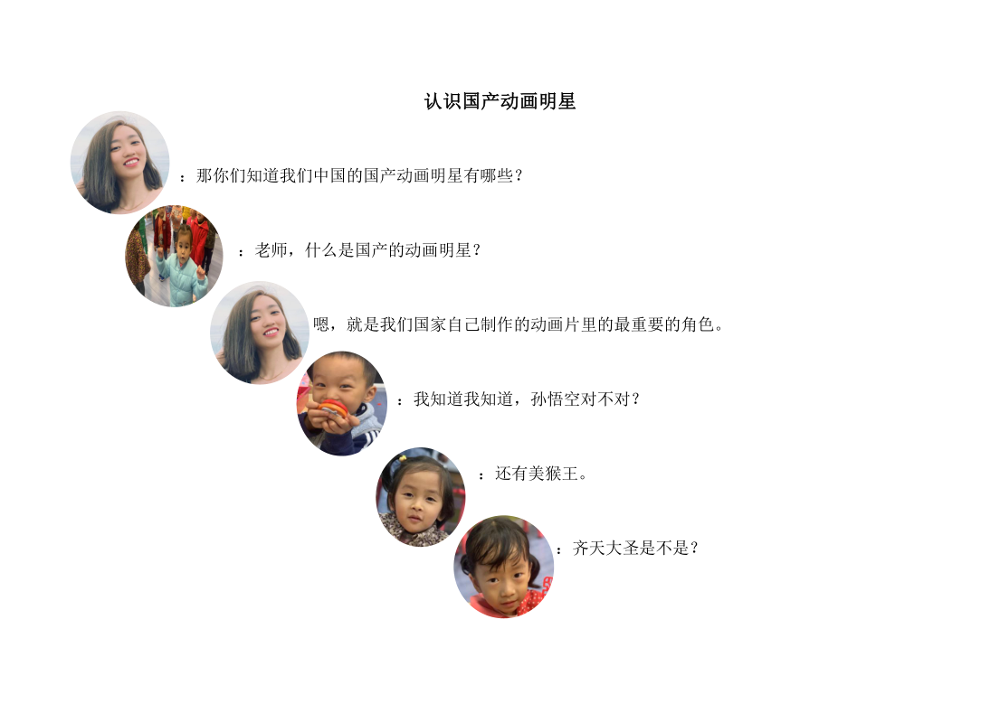 认识国产动画明星
：那你们知道我们中国的国产动画明星有哪些？
：老师，什么是国产的动画明星？
嗯，就是我们国家自己制作的动画片里的最重要的角色。
：我知道我知道，孙悟空对不对？
：还有美猴王。
：齐天大圣是不是？